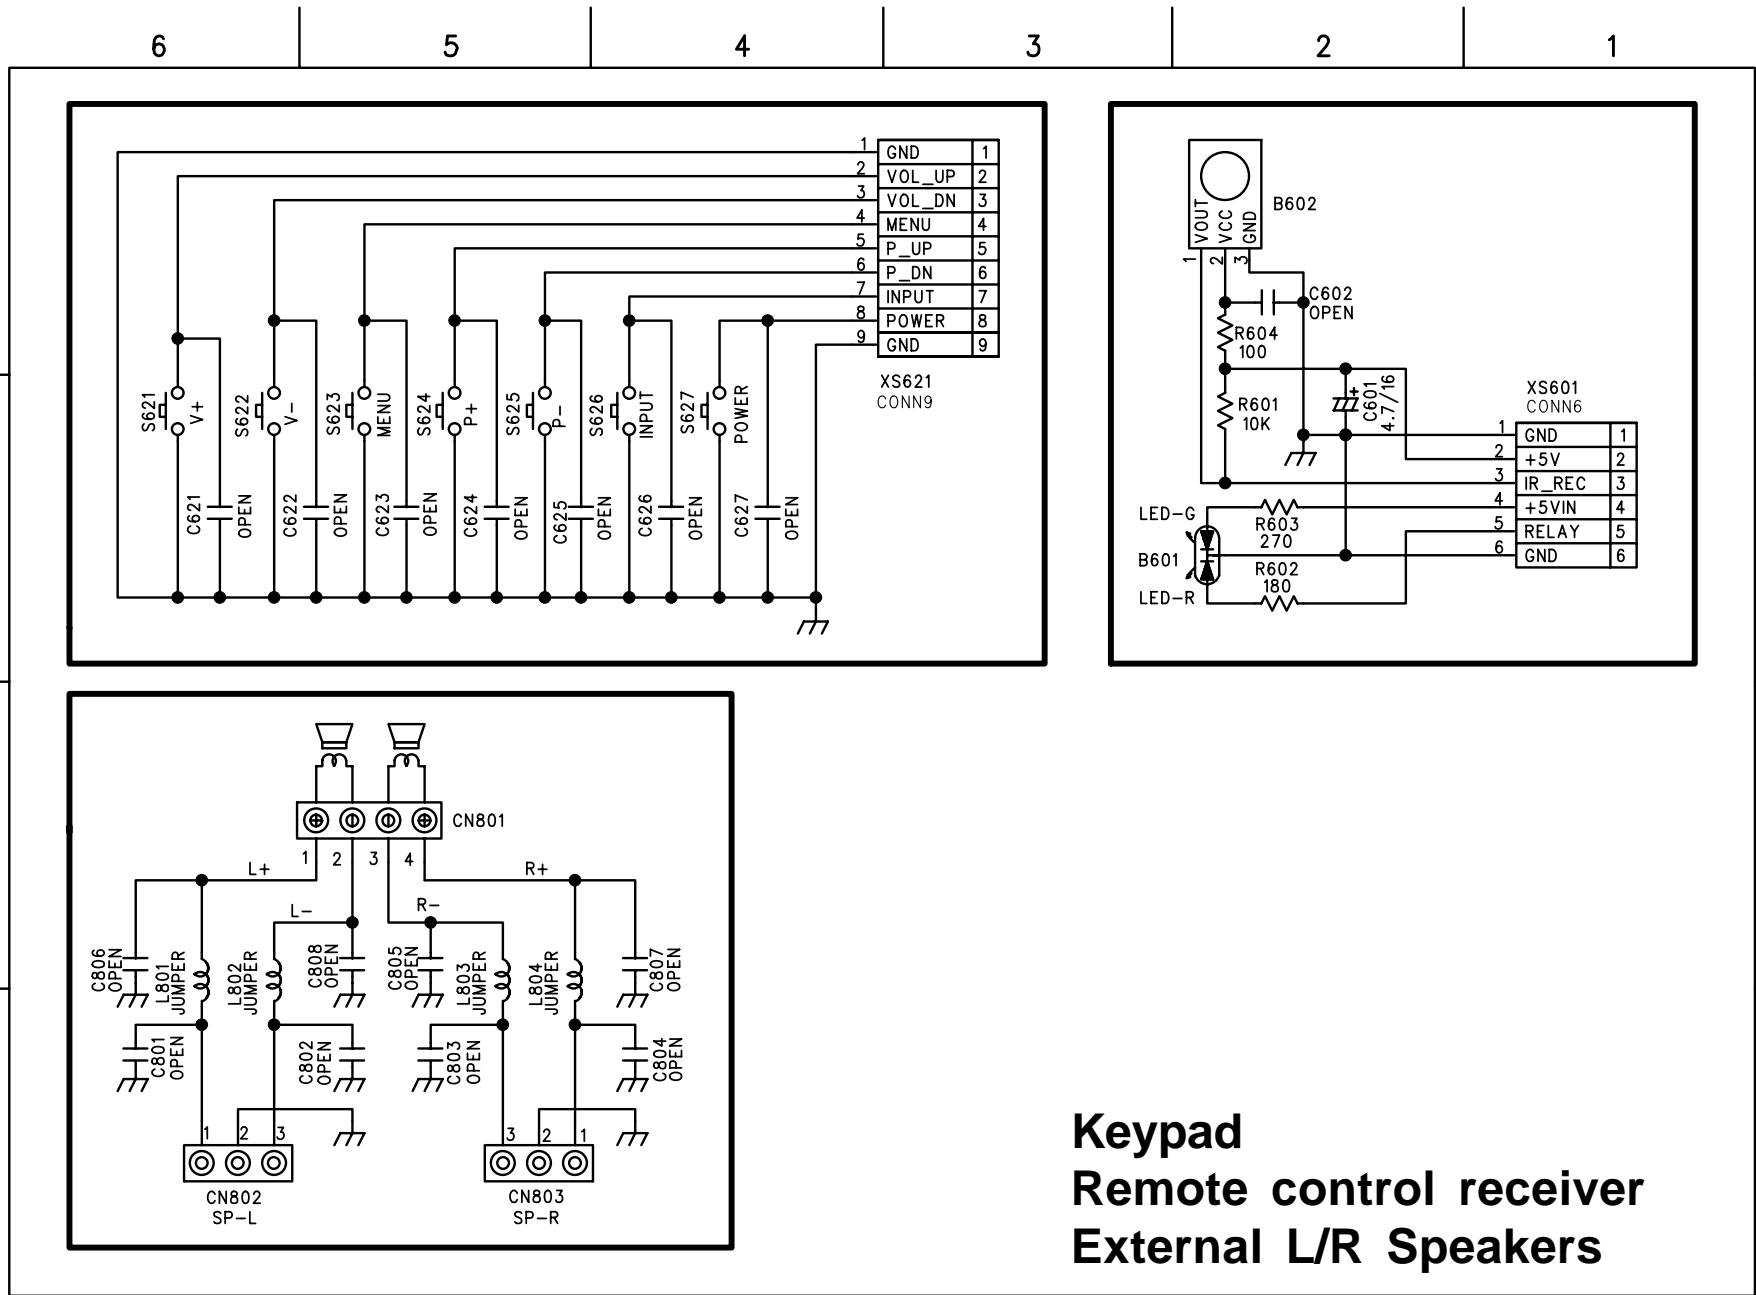 6 5 4 3 2 1
1 GND 1
2 VOL_UP 2
3 VOL_DN 3
4 MENU 4
5 P_UP 5
6 P_DN 6
7 INPUT 7
8 POWER 8
9 GND 9
XS621
CONN9
S621 V+
S622 V-
S623 MENU
S624 P+
S625 P-
S626 INPUT
S627 POWER
C621 OPEN
C622 OPEN
C623 OPEN
C624 OPEN
C625 OPEN
C626 OPEN
C627 OPEN
VOUT VCC GND
B602
1 2 3
C602
OPEN
R604
100
R601
10K
C601
4.7/16
XS601
CONN6
1 GND 1
2 +5V 2
3 IR_REC 3
4 +5VIN 4
5 RELAY 5
6 GND 6
LED-G
R603
270
B601
R602
180
LED-R
CN801
1 2 3 4
L+
R+
L-
R-
C806
OPEN
L801
JUMPER
L802
JUMPER
C808
OPEN
C805
OPEN
L803
JUMPER
L804
JUMPER
C807
OPEN
C801
OPEN
C802
OPEN
C803
OPEN
C804
OPEN
1 2 3
3 2 1
CN802
SP-L
CN803
SP-R
Keypad
Remote control receiver
External L/R Speakers